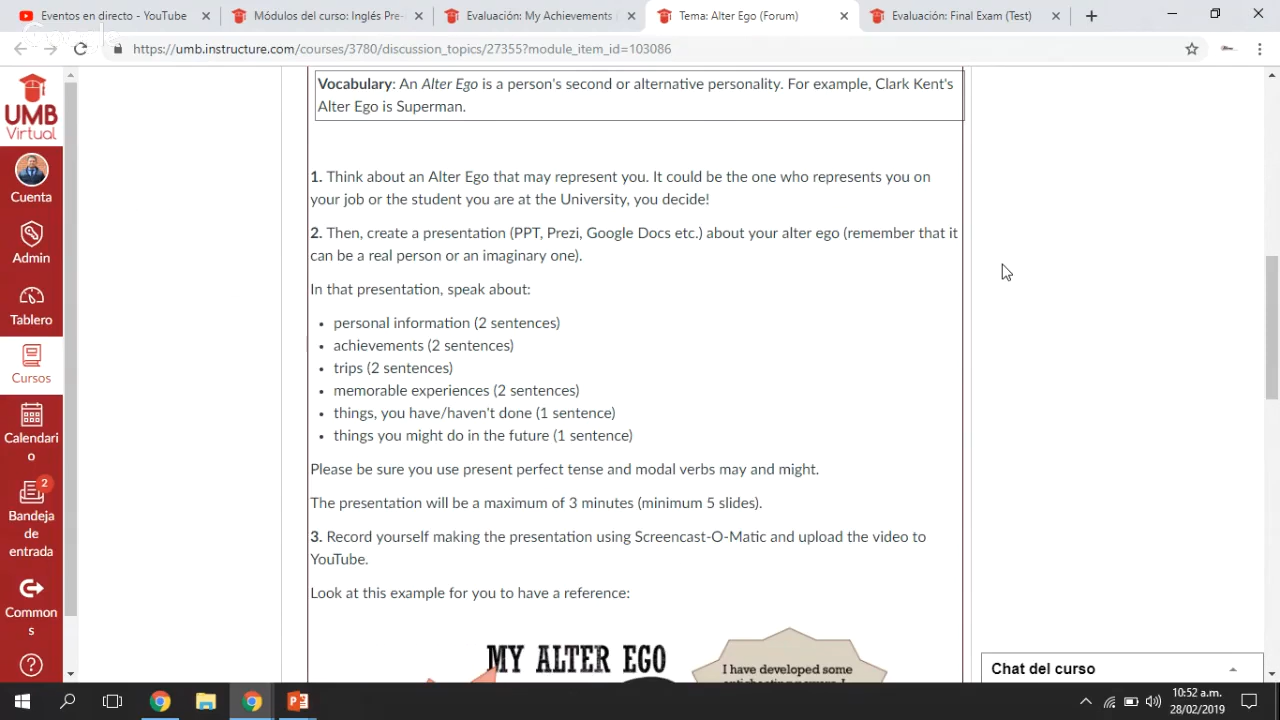 Eventos en directo - YouTube
Módulos del curso: Inglés Pre
Evaluación: My Achievements
Tema: Alter Ego (Forum)
Evaluación: Final Exam (Test)
https://umb.instructure.com/courses/3780/discussion_topics/27355?module_item_id=103086
UMB
Virtual
Cuenta
Admin
Tablero
Cursos
Calendari
o
2
Bandeja
de
entrada
Common
s
Vocabulary: An Alter Ego is a person's second or alternative personality. For example, Clark Kent's
Alter Ego is Superman.
1. Think about an Alter Ego that may represent you. It could be the one who represents you on
your job or the student you are at the University, you decide!
2. Then, create a presentation (PPT, Prezi, Google Docs etc.) about your alter ego (remember that it
can be a real person or an imaginary one).
In that presentation, speak about:
• personal information (2 sentences)
• achievements (2 sentences)
• trips (2 sentences)
• memorable experiences (2 sentences)
• things, you have/haven't done (1 sentence)
• things you might do in the future (1 sentence)
Please be sure you use present perfect tense and modal verbs may and might.
The presentation will be a maximum of 3 minutes (minimum 5 slides).
3. Record yourself making the presentation using Screencast-O-Matic and upload the video to
YouTube.
Look at this example for you to have a reference:
MY ALTER EGO
I have developed some
Chat del curso
10:52 a.m.
28/02/2019